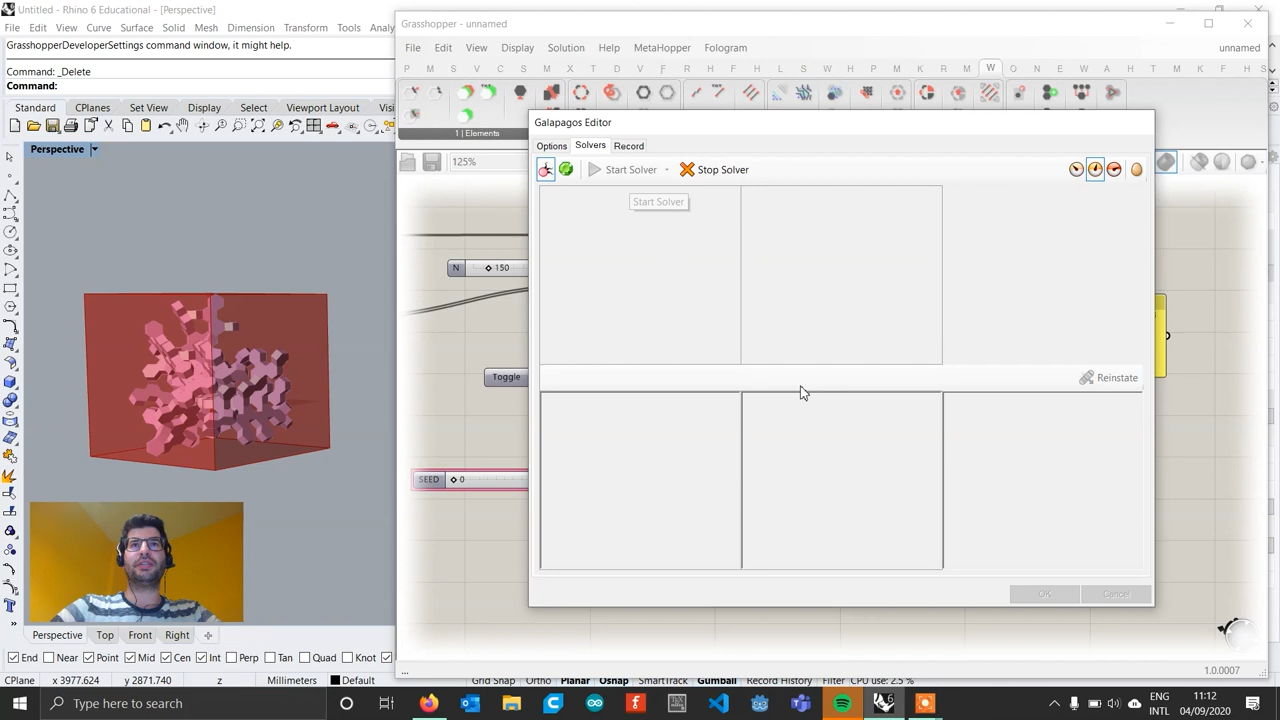 Untitled - Rhino 6 Educational - [Perspective]
File Edit View Curve Surface Solids Mesh Dimension Transform Tools Analy
GrasshopperDeveloperSettings command window, it might help.
Command: _Delete
Command:
Standard CPlanes Set View Display Select Viewport Layout Visi
Perspective
Perspective Top Front Right
End Near Point Mid Cen Int Perp Tan Quad Knot
CPlane x 3977.624 y 2871.740 z Millimeters Default Grid Snap Ortho Planar Osnap SmartTrack Gumball Record History Filter CPU use: 2.5 %
Grasshopper - unnamed
File Edit View Display Solution Help MetaHopper Fologram unnamed
P M S V C S V M X T D V F R H F H L S W M C M K R W O N U E W A D K T B F C H S
1 | Elements
125%
N 150
Toggle
SEED 0
...
1.0.0007
Galapagos Editor
Options Solvers Record
Start Solver Stop Solver
Start Solver
Reinstate
OK Cancel
Type here to search
ENG
INTL
11:12
04/09/2020